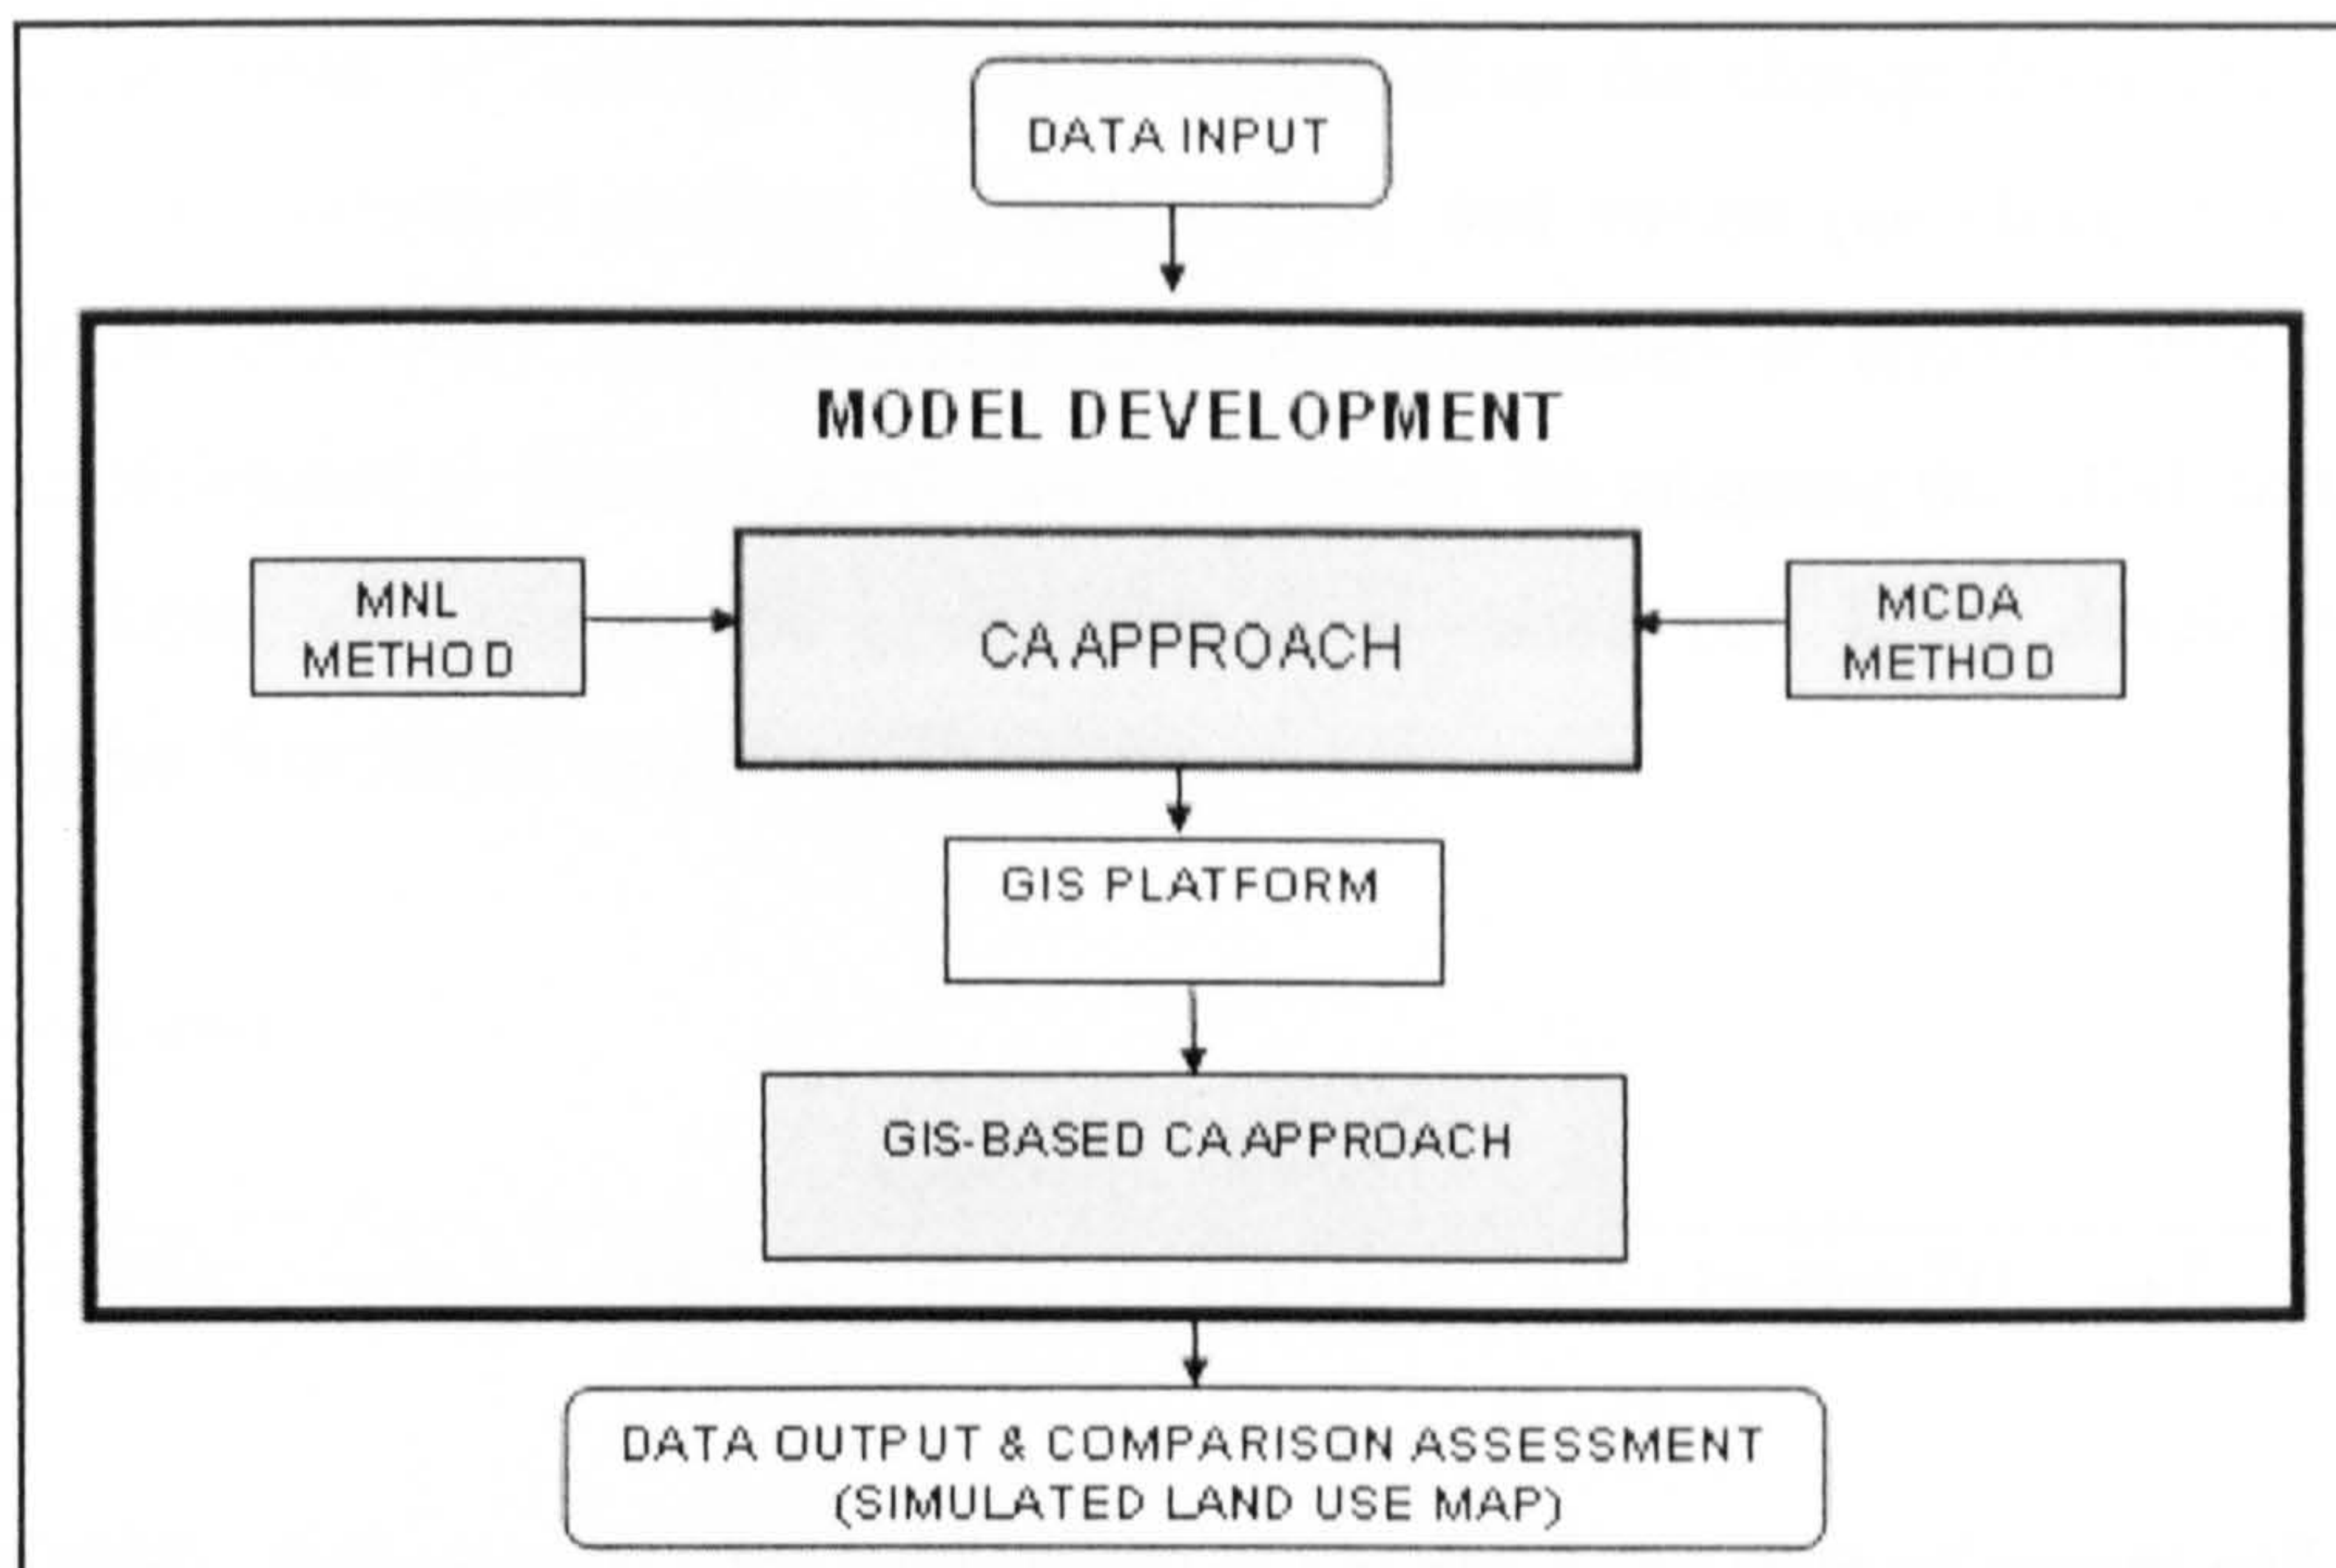 DATA INPUT
MODEL DEVELOPMENT
MNL
METHOD
CA APPROACH
MCDA
METHOD
GIS PLATFORM
GIS-BASED CA APPROACH
DATA OUTPUT & COMPARISON ASSESSMENT
(SIMULATED LAND USE MAP)